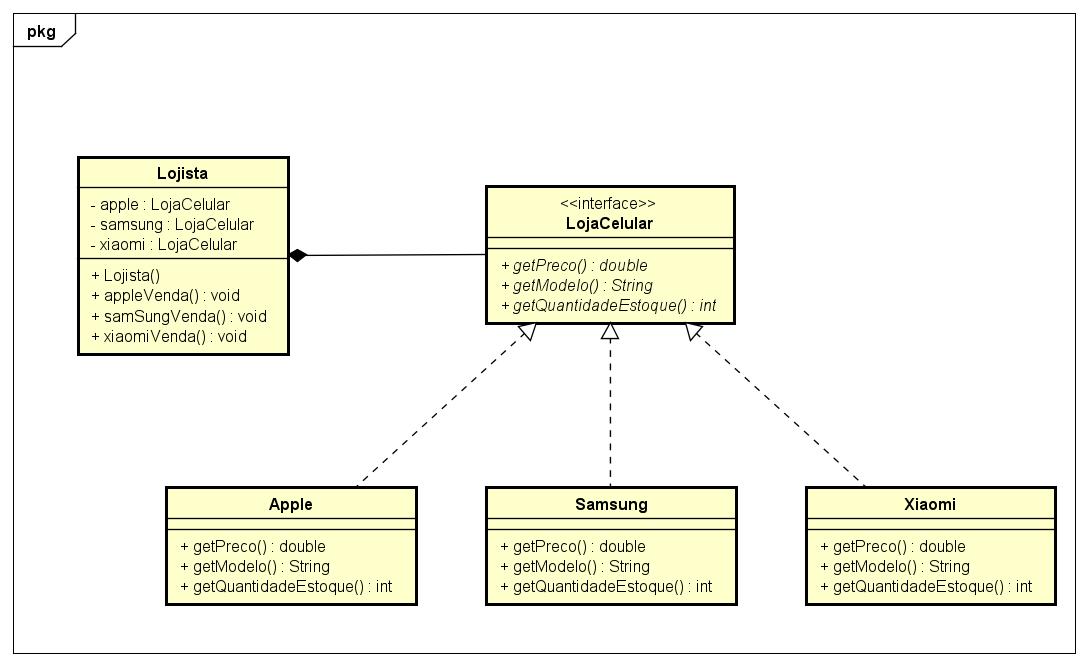 pkg
Lojista
- apple : LojaCelular
- samsung : LojaCelular
- xiaomi : LojaCelular
+ Lojista()
+ appleVenda() : void
+ samSungVenda() : void
+ xiaomiVenda() : void
<<interface>>
LojaCelular
+ getPreco() : double
+ getModelo() : String
+ getQuantidadeEstoque() : int
Apple
+ getPreco() : double
+ getModelo() : String
+ getQuantidadeEstoque() : int
Samsung
+ getPreco() : double
+ getModelo() : String
+ getQuantidadeEstoque() : int
Xiaomi
+ getPreco() : double
+ getModelo() : String
+ getQuantidadeEstoque() : int